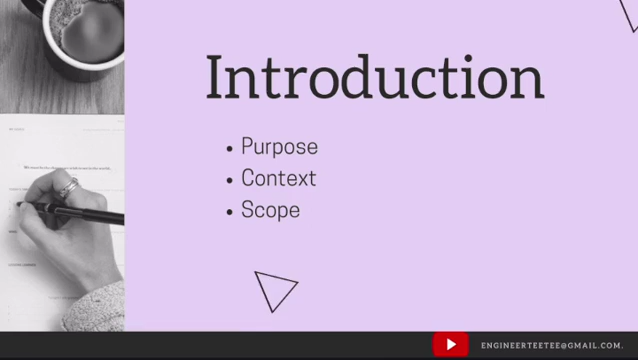 Introduction
• Purpose
• Context
• Scope
ENGINEERTEETEE@GMAIL.COM.